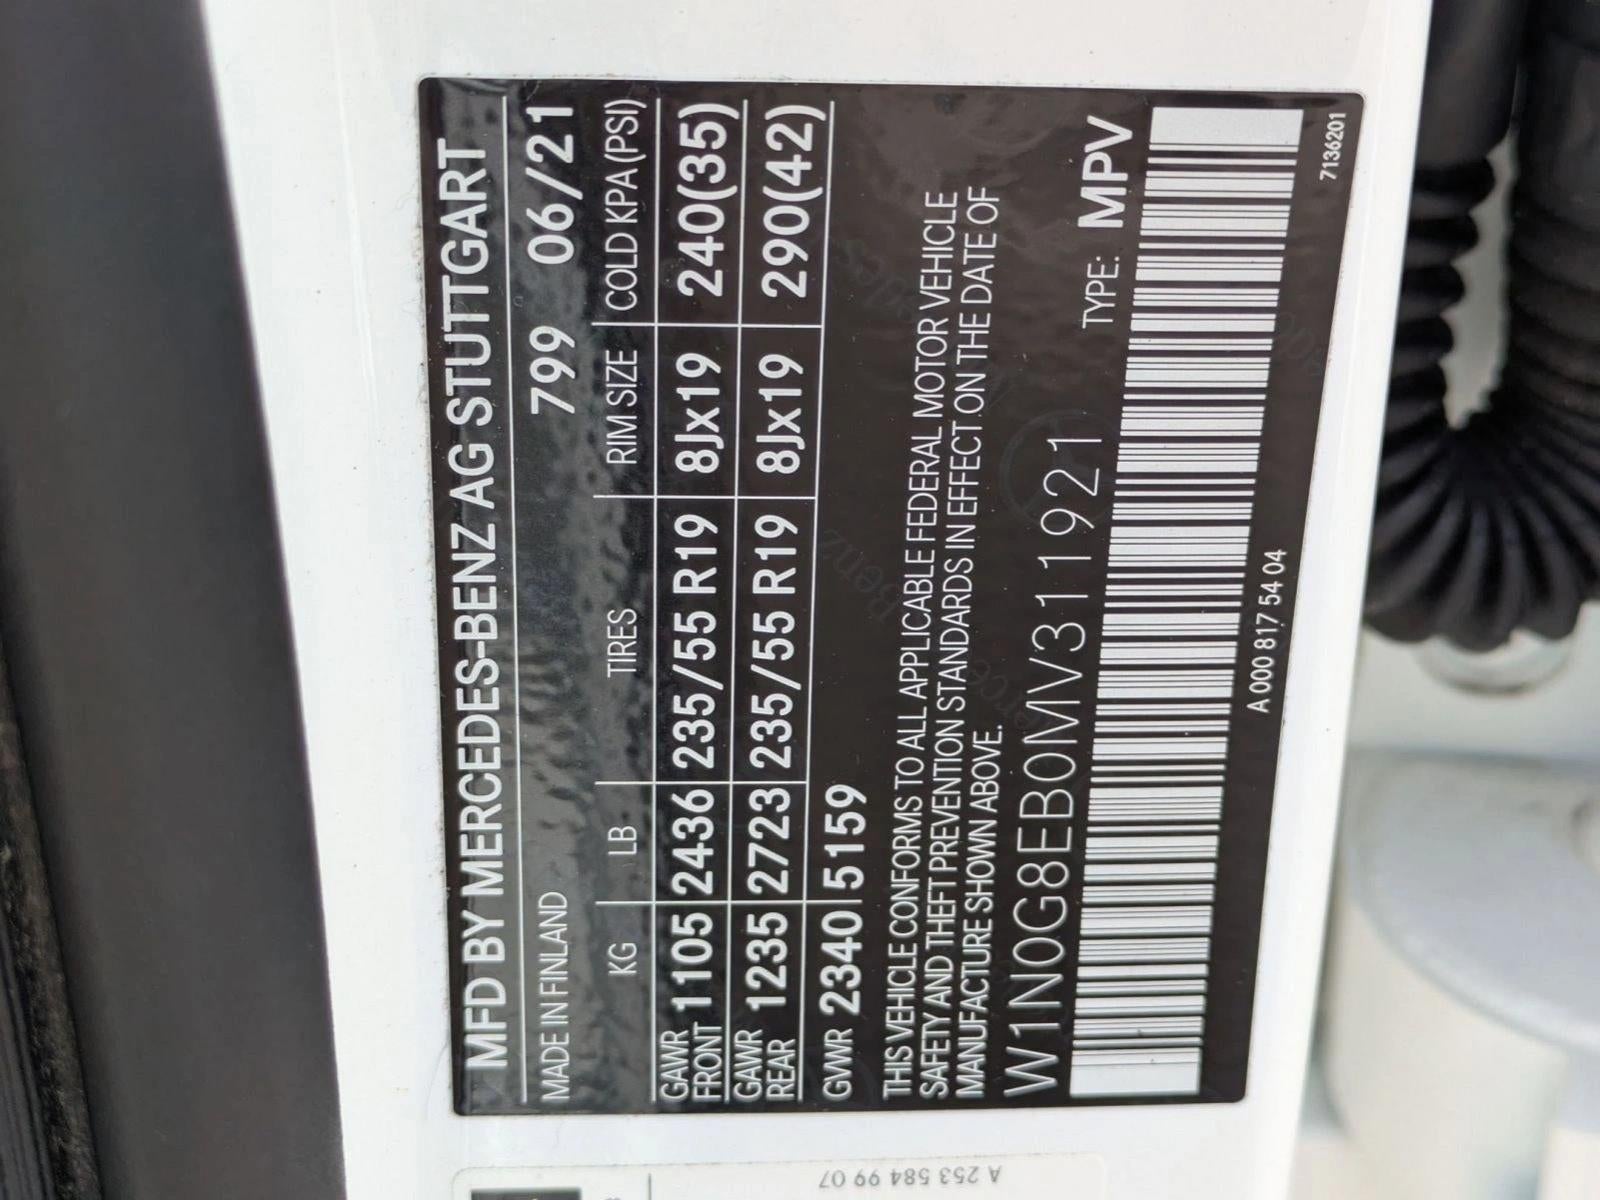 MFD BY MERCEDES-BENZ AG STUTTGART
MADE IN FINLAND 799 06/21
KG LB TIRES RIM SIZE COLD KPA (PSI)
GAWR FRONT 1105 2436 235/55 R19 8Jx19 240(35)
GAWR REAR 1235 2723 235/55 R19 8Jx19 290(42)
GVWR 2340 5159
THIS VEHICLE CONFORMS TO ALL APPLICABLE FEDERAL MOTOR VEHICLE
SAFETY AND THEFT PREVENTION STANDARDS IN EFFECT ON THE DATE OF
MANUFACTURE SHOWN ABOVE.
W1N0G8EB0MV311921 TYPE: MPV
A 000 817 54 04
7136201
A 253 584 99 07